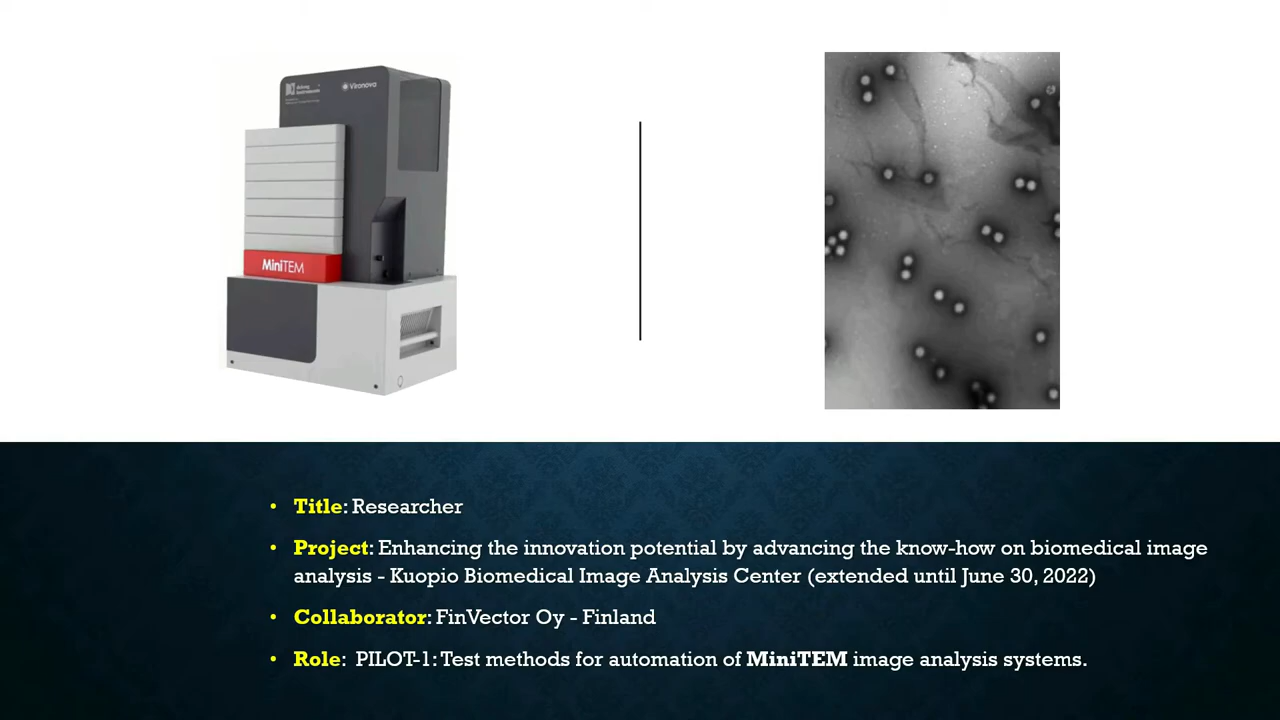 Vironova
MiniTEM
• Title: Researcher
• Project: Enhancing the innovation potential by advancing the know-how on biomedical image
analysis - Kuopio Biomedical Image Analysis Center (extended until June 30, 2022)
• Collaborator: FinVector Oy - Finland
• Role: PILOT-1: Test methods for automation of MiniTEM image analysis systems.